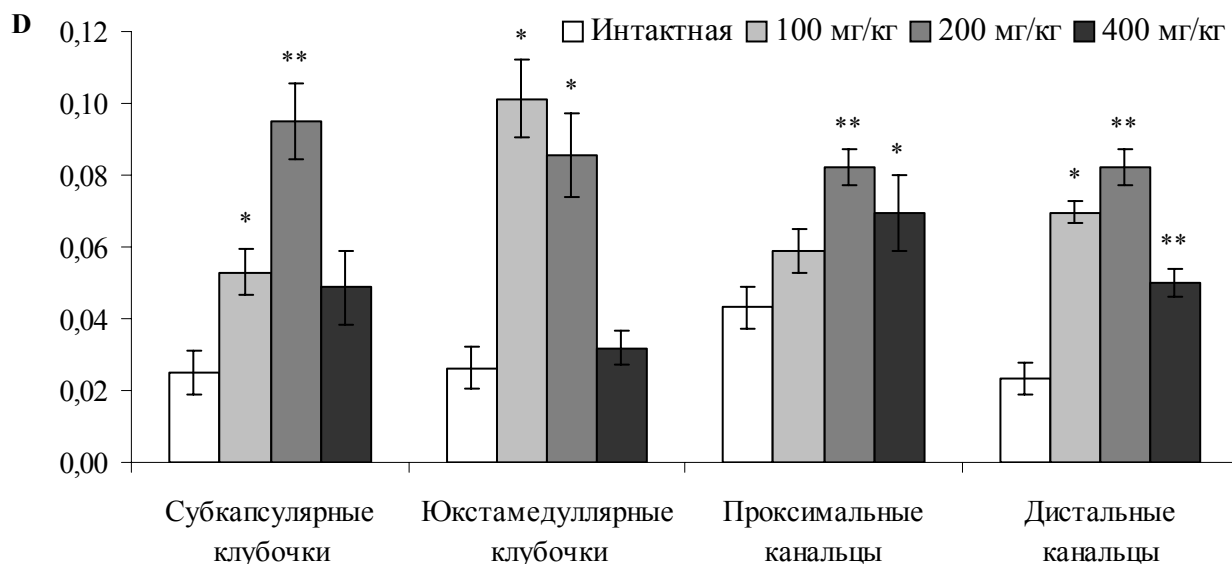 D
0,12
Интактная 100 мг/кг 200 мг/кг 400 мг/кг
0,10
0,08
0,06
0,04
0,02
0,00
* ** * * ** * * ** **
Субкапсулярные клубочки
Юкстамедуллярные клубочки
Проксимальные канальцы
Дистальные канальцы